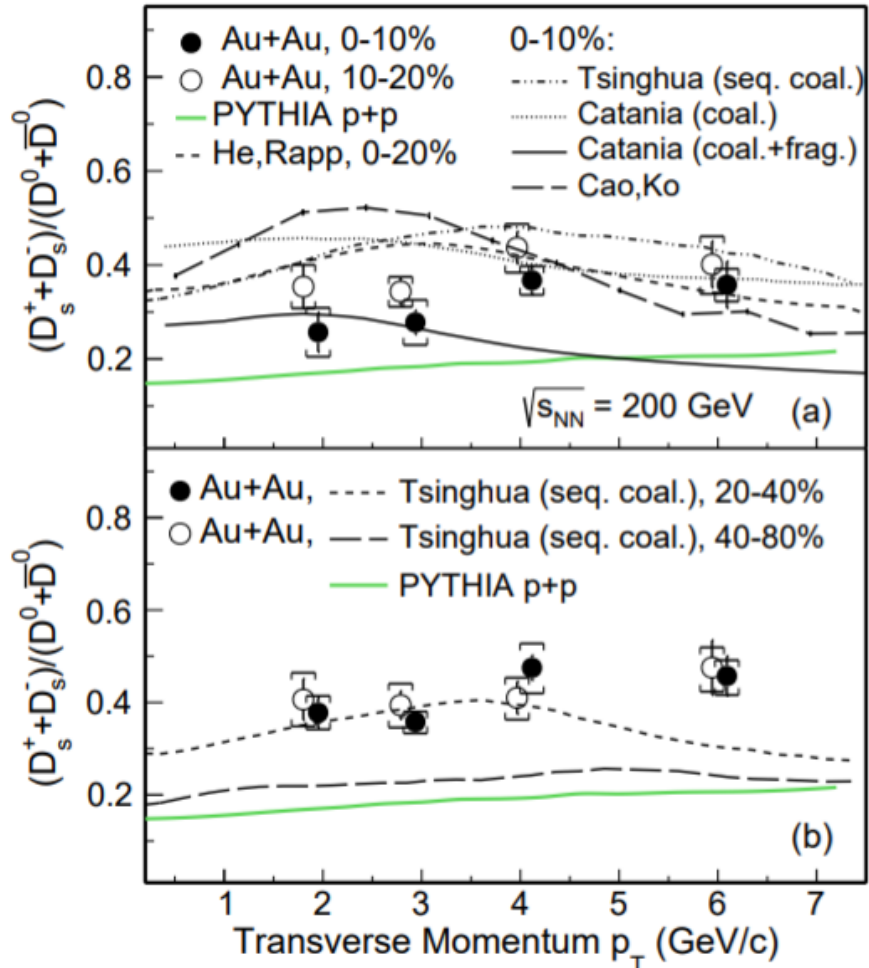 Au+Au, 0-10%
Au+Au, 10-20%
PYTHIA p+p
He,Rapp, 0-20%
0-10%:
Tsinghua (seq. coal.)
Catania (coal.)
Catania (coal.+frag.)
Cao,Ko
(D_s^+ + D_s^-)/(D^0 + D̅^0)
0.8
0.6
0.4
0.2
√s_NN = 200 GeV
(a)
Au+Au,
Au+Au,
Tsinghua (seq. coal.), 20-40%
Tsinghua (seq. coal.), 40-80%
PYTHIA p+p
(D_s^+ + D_s^-)/(D^0 + D̅^0)
0.8
0.6
0.4
0.2
(b)
1 2 3 4 5 6 7
Transverse Momentum p_T (GeV/c)